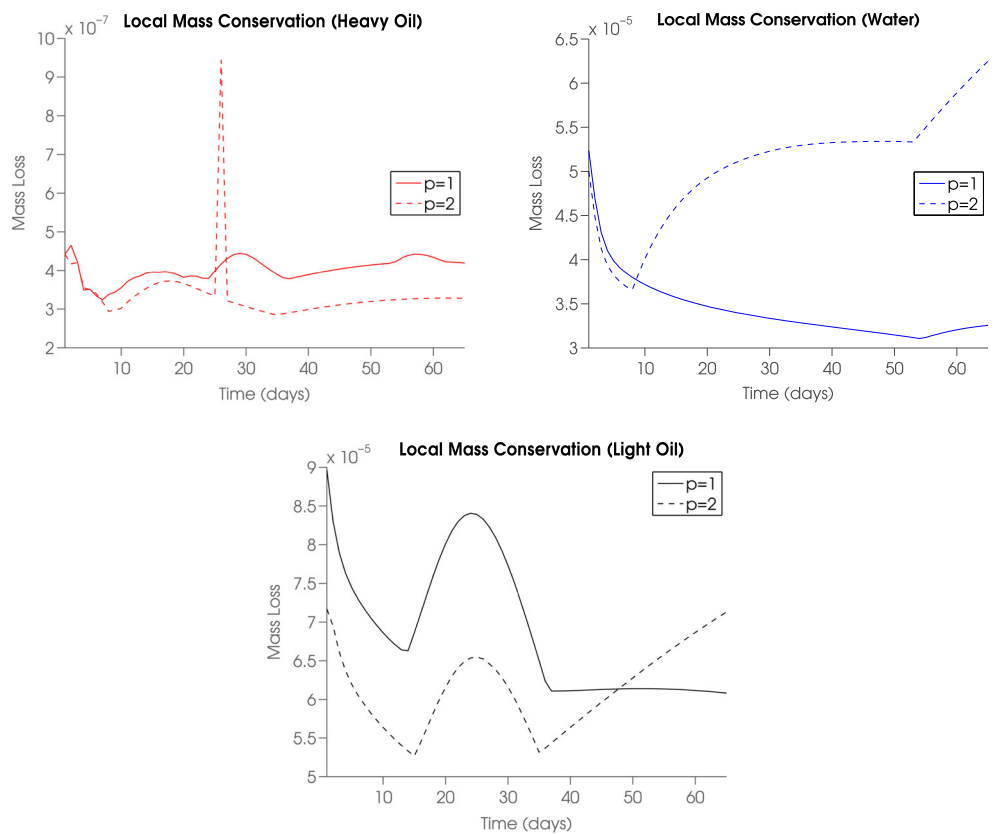 Local Mass Conservation (Heavy Oil)
x 10⁻⁷
10
9
8
7
6
5
4
3
2
Mass Loss
p=1
p=2
10 20 30 40 50 60
Time (days)
Local Mass Conservation (Water)
x 10⁻⁵
6.5
6
5.5
5
4.5
4
3.5
3
Mass Loss
p=1
p=2
10 20 30 40 50 60
Time (days)
Local Mass Conservation (Light Oil)
x 10⁻⁵
9
8.5
8
7.5
7
6.5
6
5.5
5
Mass Loss
p=1
p=2
10 20 30 40 50 60
Time (days)